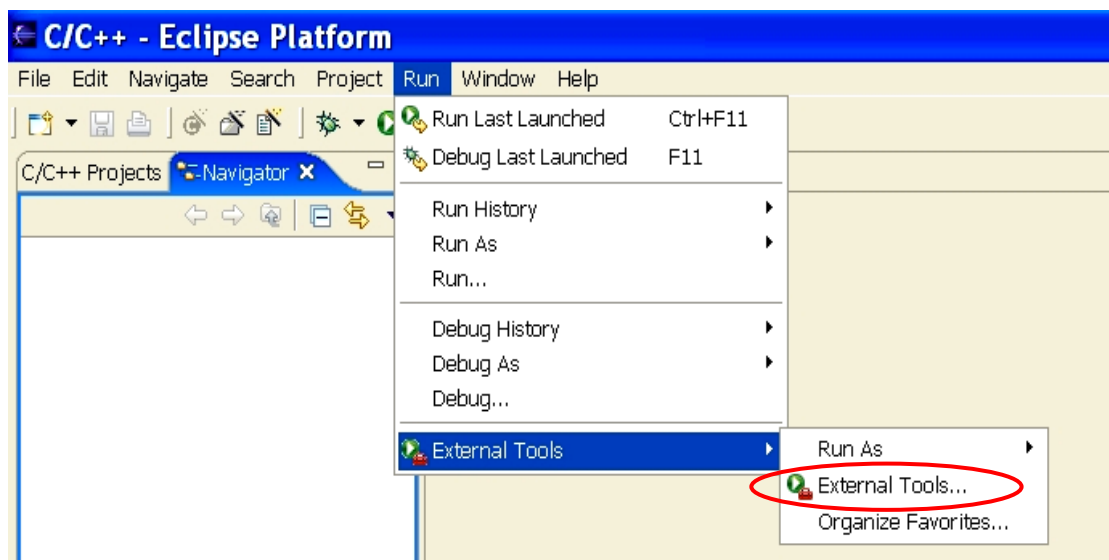 C/C++ - Eclipse Platform
File Edit Navigate Search Project Run Window Help
Run Last Launched Ctrl+F11
C/C++ Projects Navigator Debug Last Launched F11
Run History
Run As
Run...
Debug History
Debug As
Debug...
External Tools Run As
External Tools...
Organize Favorites...